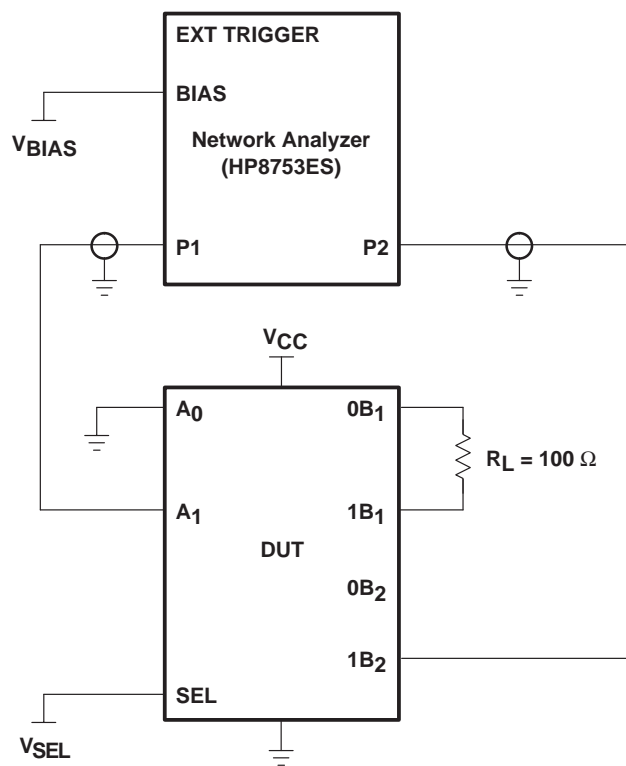 EXT TRIGGER
BIAS
VBIAS
Network Analyzer
(HP8753ES)
P1
P2
VCC
A0
0B1
RL = 100 Ω
A1
1B1
DUT
0B2
1B2
SEL
VSEL